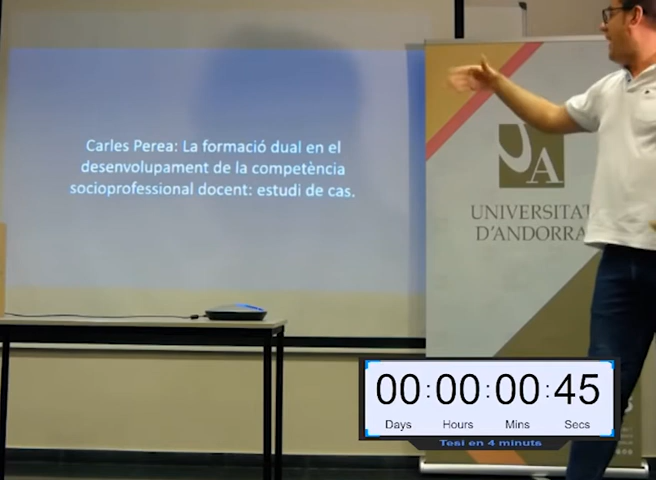 Carles Perea: La formació dual en el
desenvolupament de la competència
socioprofessional docent: estudi de cas.
UA
UNIVERSITAT
D'ANDORRA
00:00:00:45
Days Hours Mins Secs
Tesi en 4 minuts